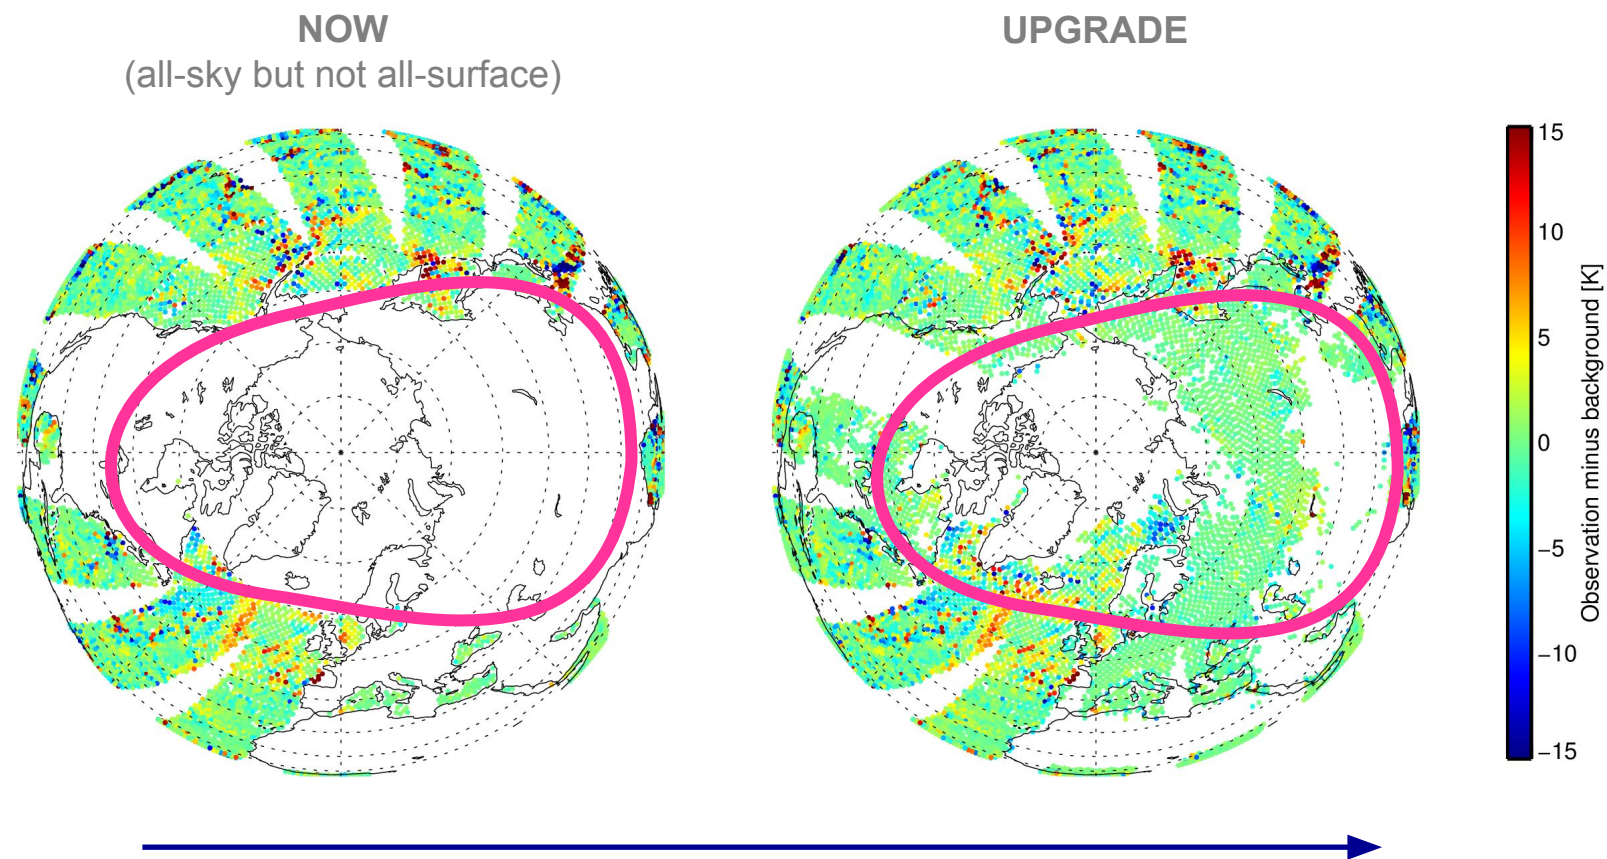 NOW
(all-sky but not all-surface)
UPGRADE
15
10
5
0
−5
−10
−15
Observation minus background [K]